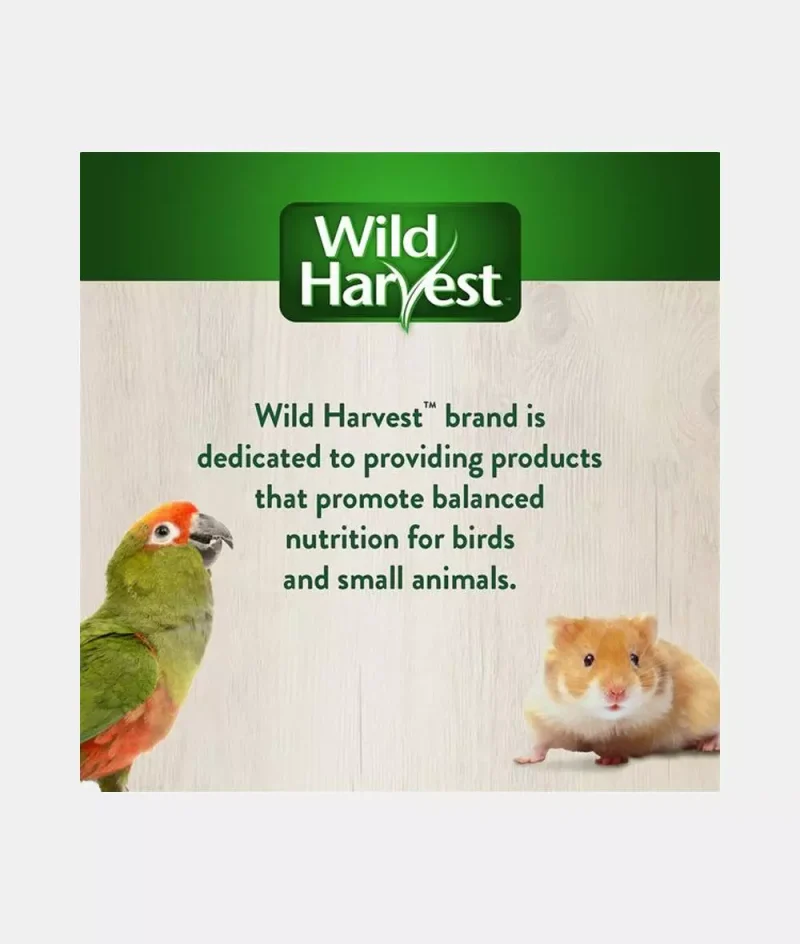 Wild
Harvest
Wild Harvest™ brand is
dedicated to providing products
that promote balanced
nutrition for birds
and small animals.